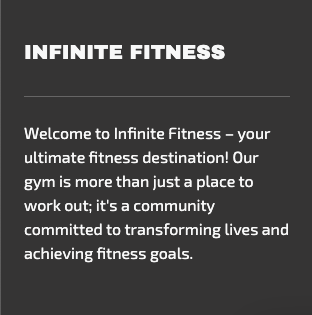 INFINITE FITNESS
Welcome to Infinite Fitness – your
ultimate fitness destination! Our
gym is more than just a place to
work out; it's a community
committed to transforming lives and
achieving fitness goals.